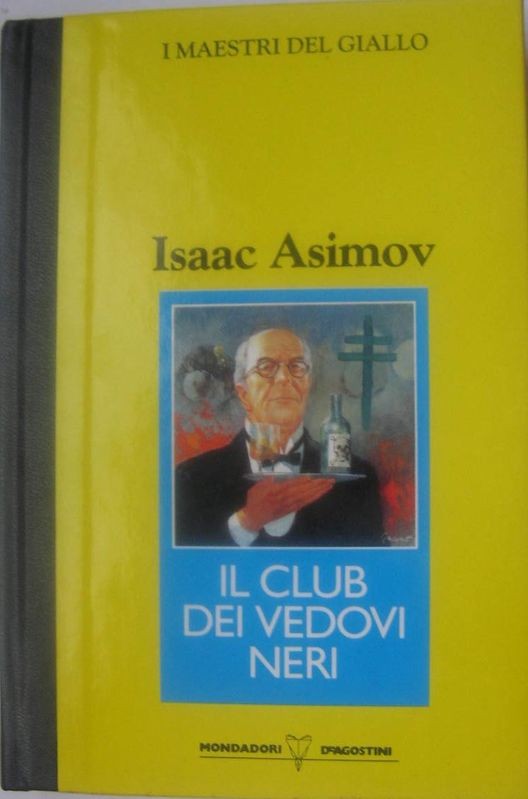 I MAESTRI DEL GIALLO
Isaac Asimov
IL CLUB
DEI VEDOVI
NERI
MONDADORI DEAGOSTINI